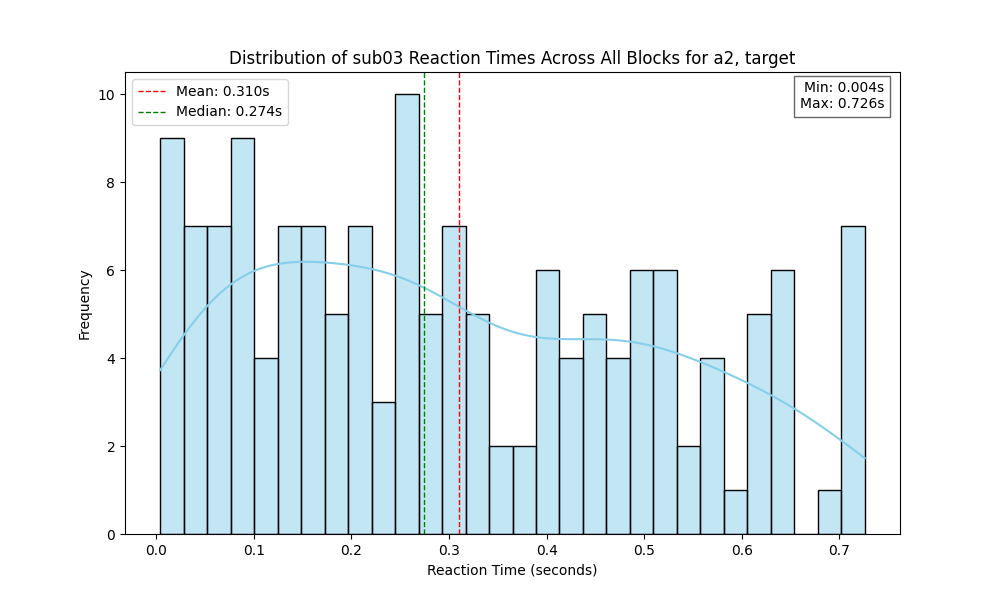 Distribution of sub03 Reaction Times Across All Blocks for a2, target
Mean: 0.310s
Median: 0.274s
Min: 0.004s
Max: 0.726s
10
8
6
4
2
0
Frequency
0.0 0.1 0.2 0.3 0.4 0.5 0.6 0.7
Reaction Time (seconds)